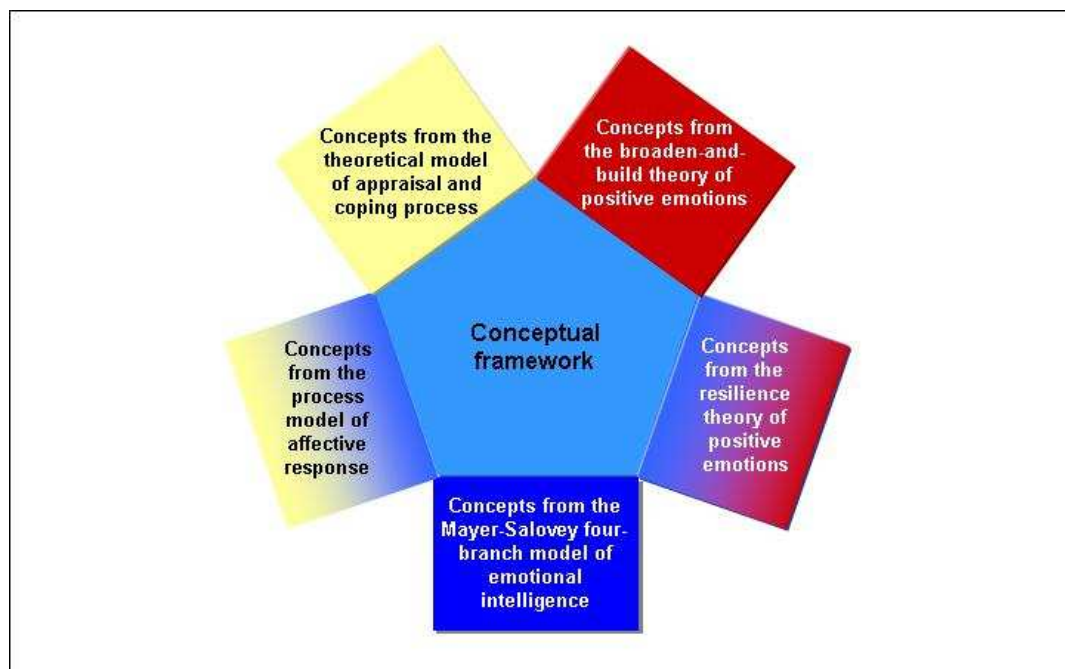 Concepts from the
theoretical model
of appraisal and
coping process
Concepts from
the broaden-and-
build theory of
positive emotions
Conceptual
framework
Concepts
from the
process
model of
affective
response
Concepts
from the
resilience
theory of
positive
emotions
Concepts from the
Mayer-Salovey four-
branch model of
emotional
intelligence